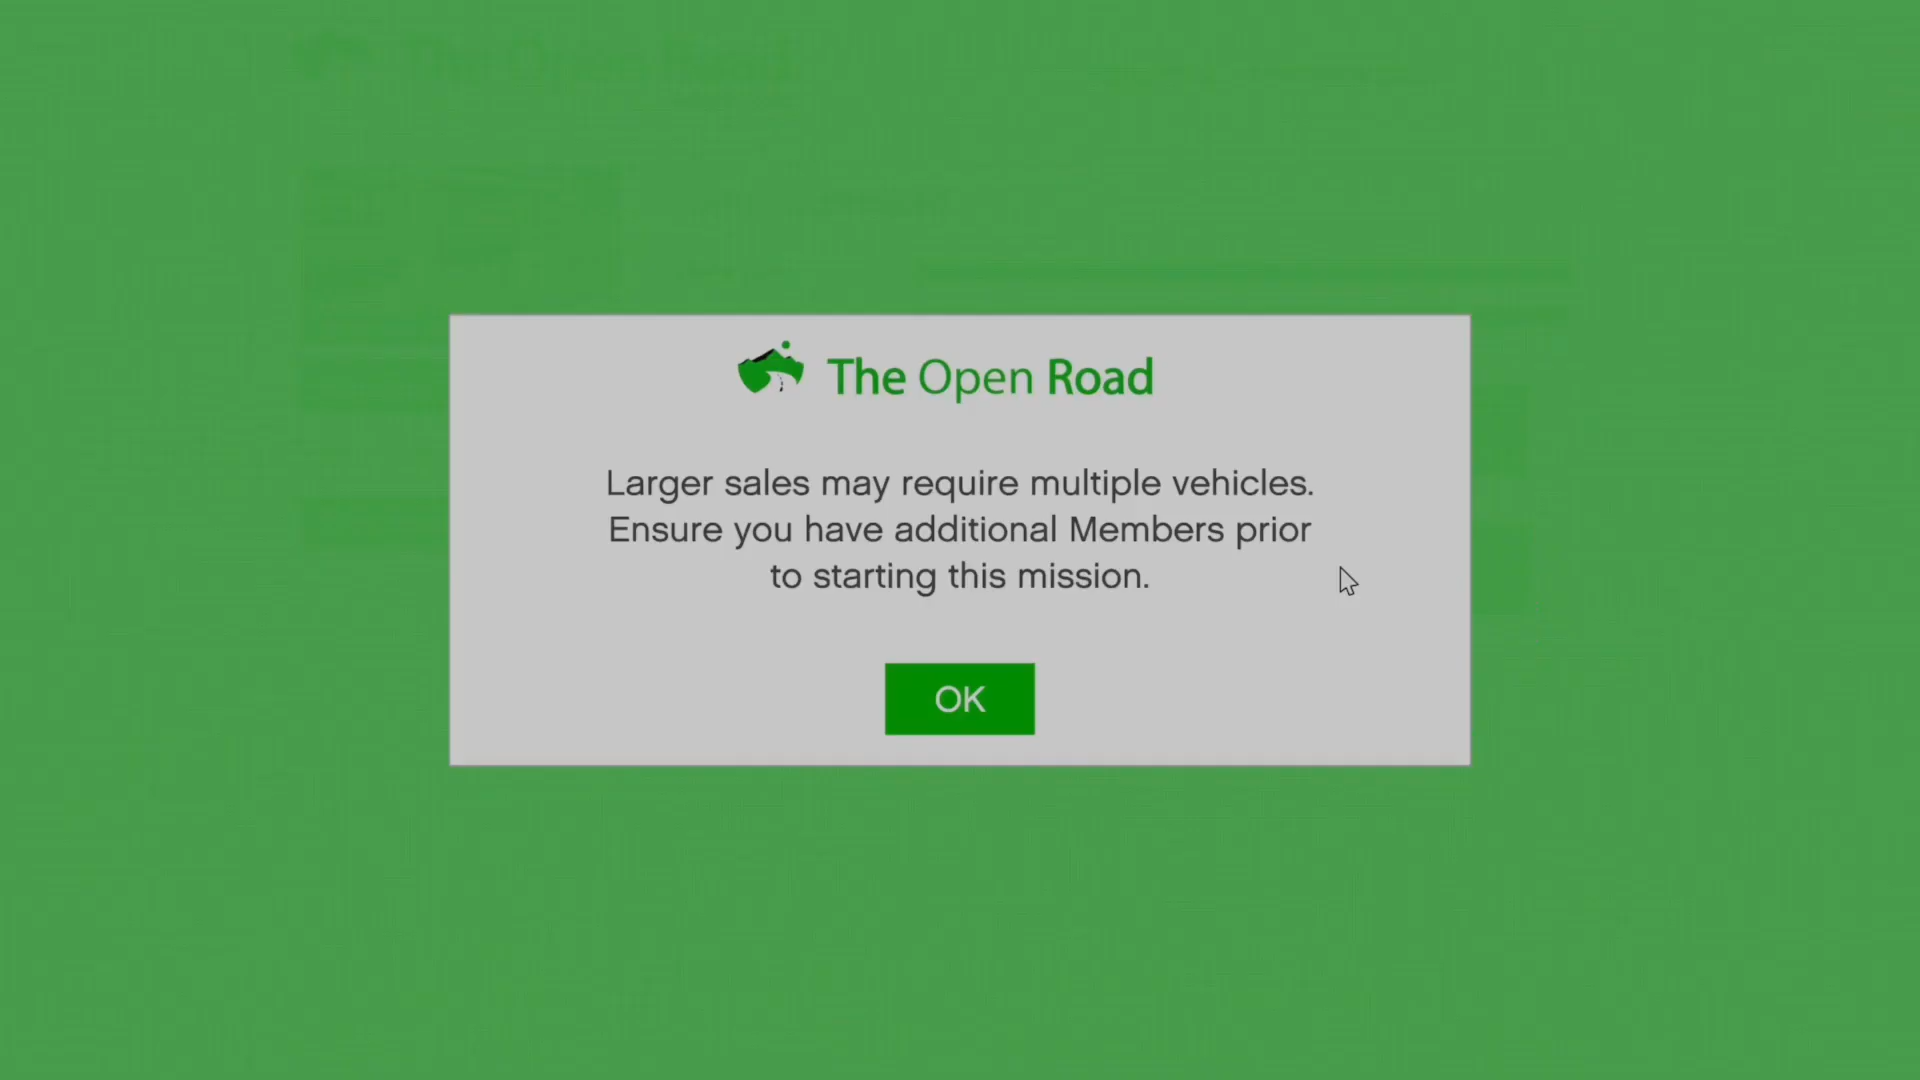 The Open Road
Larger sales may require multiple vehicles.
Ensure you have additional Members prior
to starting this mission.
OK